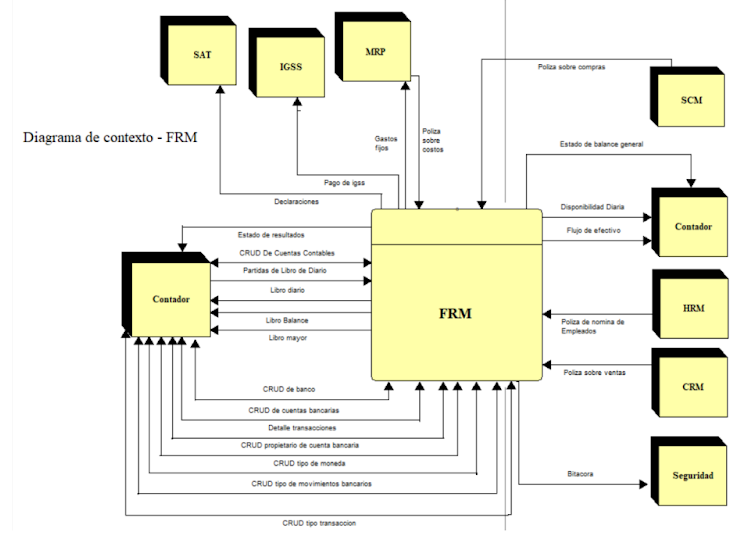 SAT
IGSS
MRP
SCM
Poliza sobre compras
Diagrama de contexto - FRM
Gastos
fijos
Poliza
sobre
costos
Estado de balance general
Pago de igss
Declaraciones
Disponibilidad Diaria
Contador
Flujo de efectivo
Estado de resultados
CRUD De Cuentas Contables
Partidas de Libro de Diario
Contador
Libro diario
Libro Balance
Libro mayor
FRM
HRM
Poliza de nomina de
Empleados
CRM
Poliza sobre ventas
CRUD de banco
CRUD de cuentas bancarias
Detalle transacciones
CRUD propietario de cuenta bancaria
CRUD tipo de moneda
CRUD tipo de movimientos bancarios
CRUD tipo transaccion
Bitacora
Seguridad